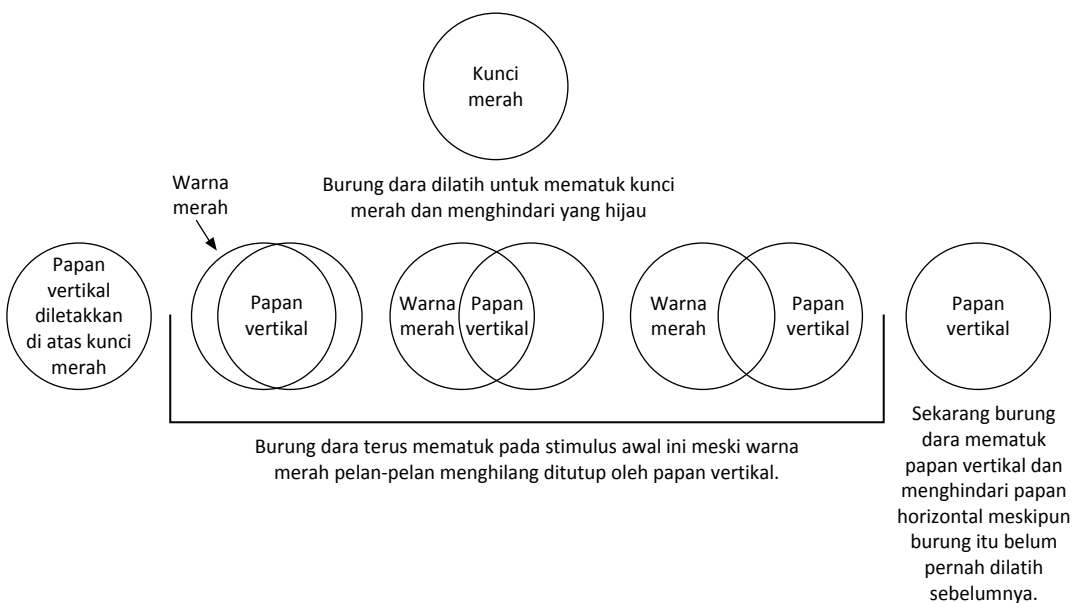 Kunci
merah
Burung dara dilatih untuk mematuk kunci
merah dan menghindari yang hijau
Warna
merah
Papan
vertikal
diletakkan
di atas kunci
merah
Papan
vertikal
Warna
merah
Papan
vertikal
Warna
merah
Papan
vertikal
Papan
vertikal
Burung dara terus mematuk pada stimulus awal ini meski warna
merah pelan-pelan menghilang ditutup oleh papan vertikal.
Sekarang burung
dara mematuk
papan vertikal dan
menghindari papan
horizontal meskipun
burung itu belum
pernah dilatih
sebelumnya.